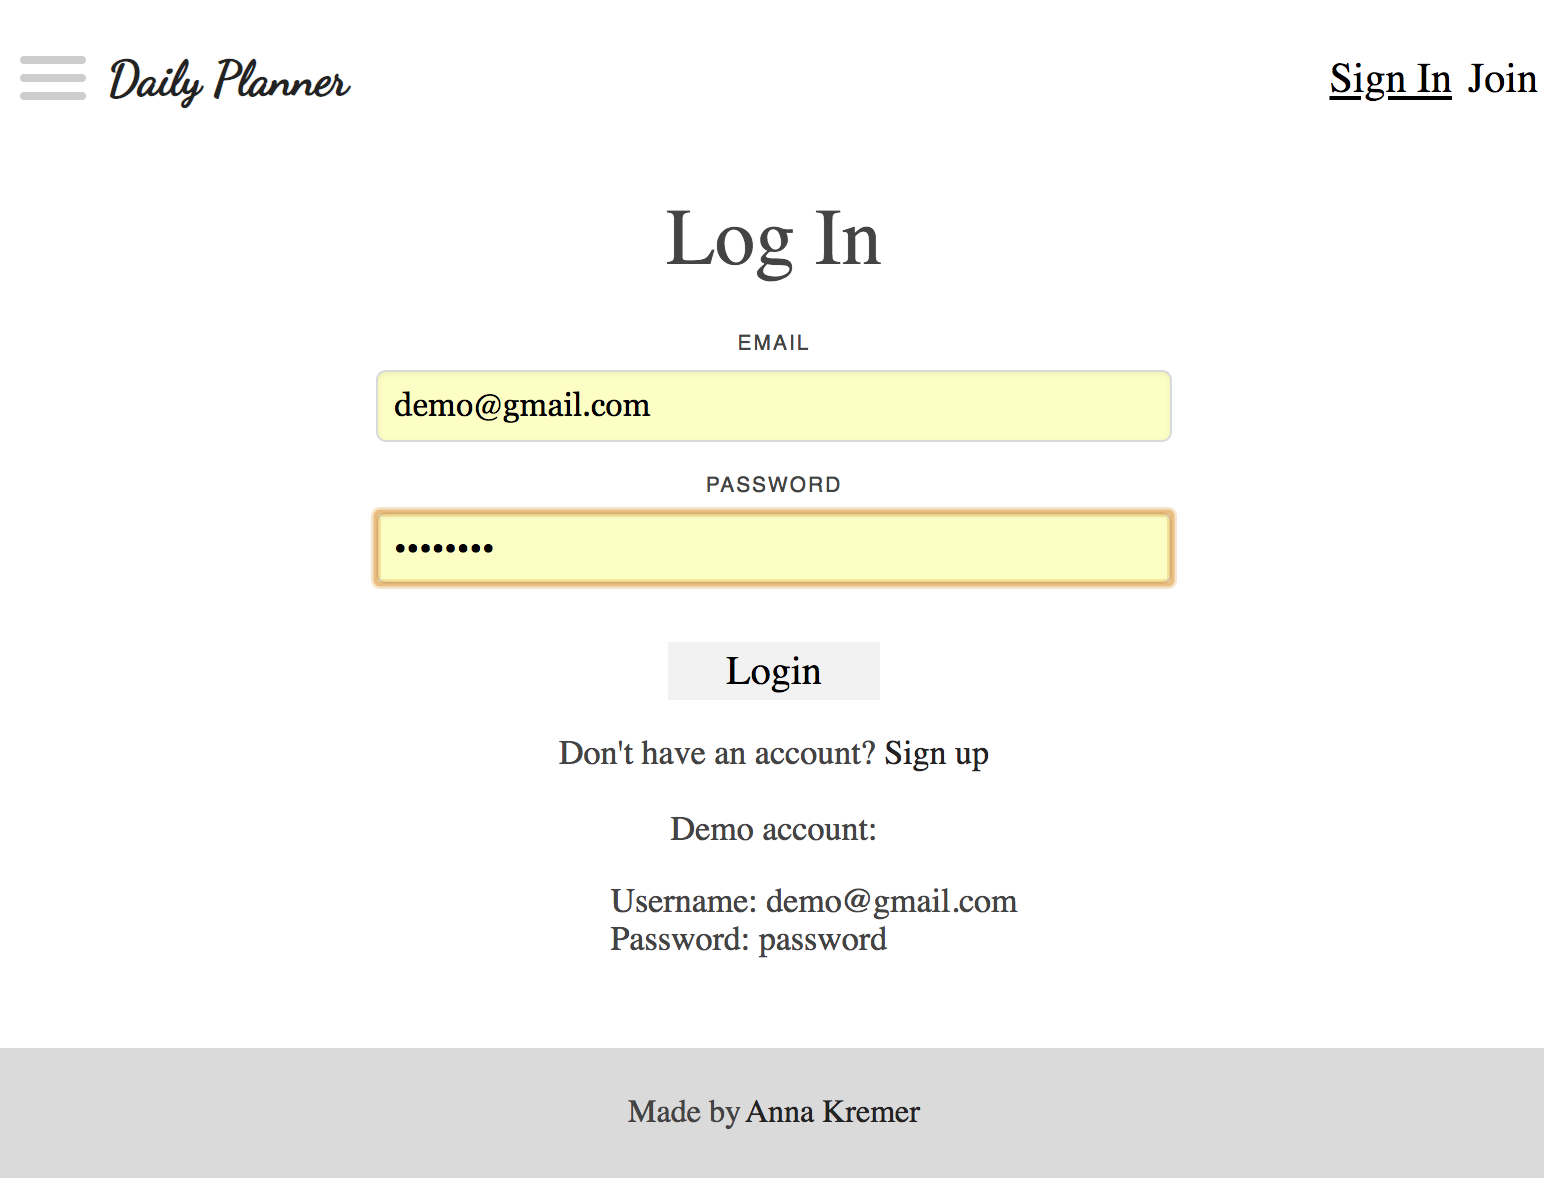 Daily Planner
Sign In Join
Log In
EMAIL
demo@gmail.com
PASSWORD
••••••••
Login
Don't have an account? Sign up
Demo account:
Username: demo@gmail.com
Password: password
Made by Anna Kremer